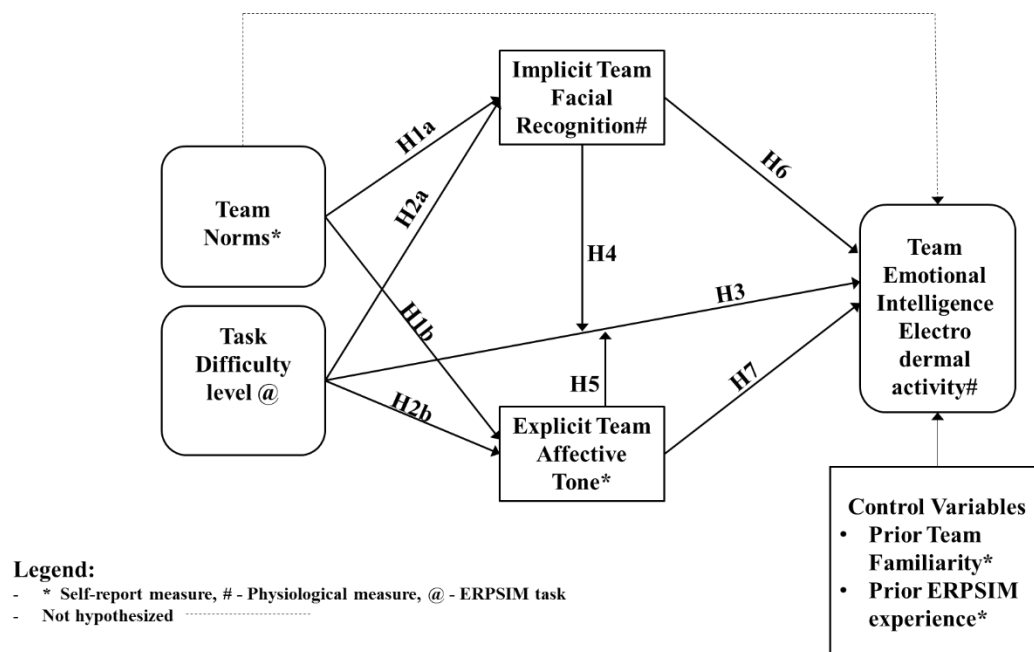 Implicit Team
Facial
Recognition#
H1a
H6
H2a
Team
Norms*
H4
Team
Emotional
Intelligence
Electro
dermal
activity#
H3
H1b
Task
Difficulty
level @
H5
H7
H2b
Explicit Team
Affective
Tone*
Control Variables
• Prior Team
Familiarity*
• Prior ERPSIM
experience*
Legend:
- * Self-report measure, # - Physiological measure, @ - ERPSIM task
- Not hypothesized